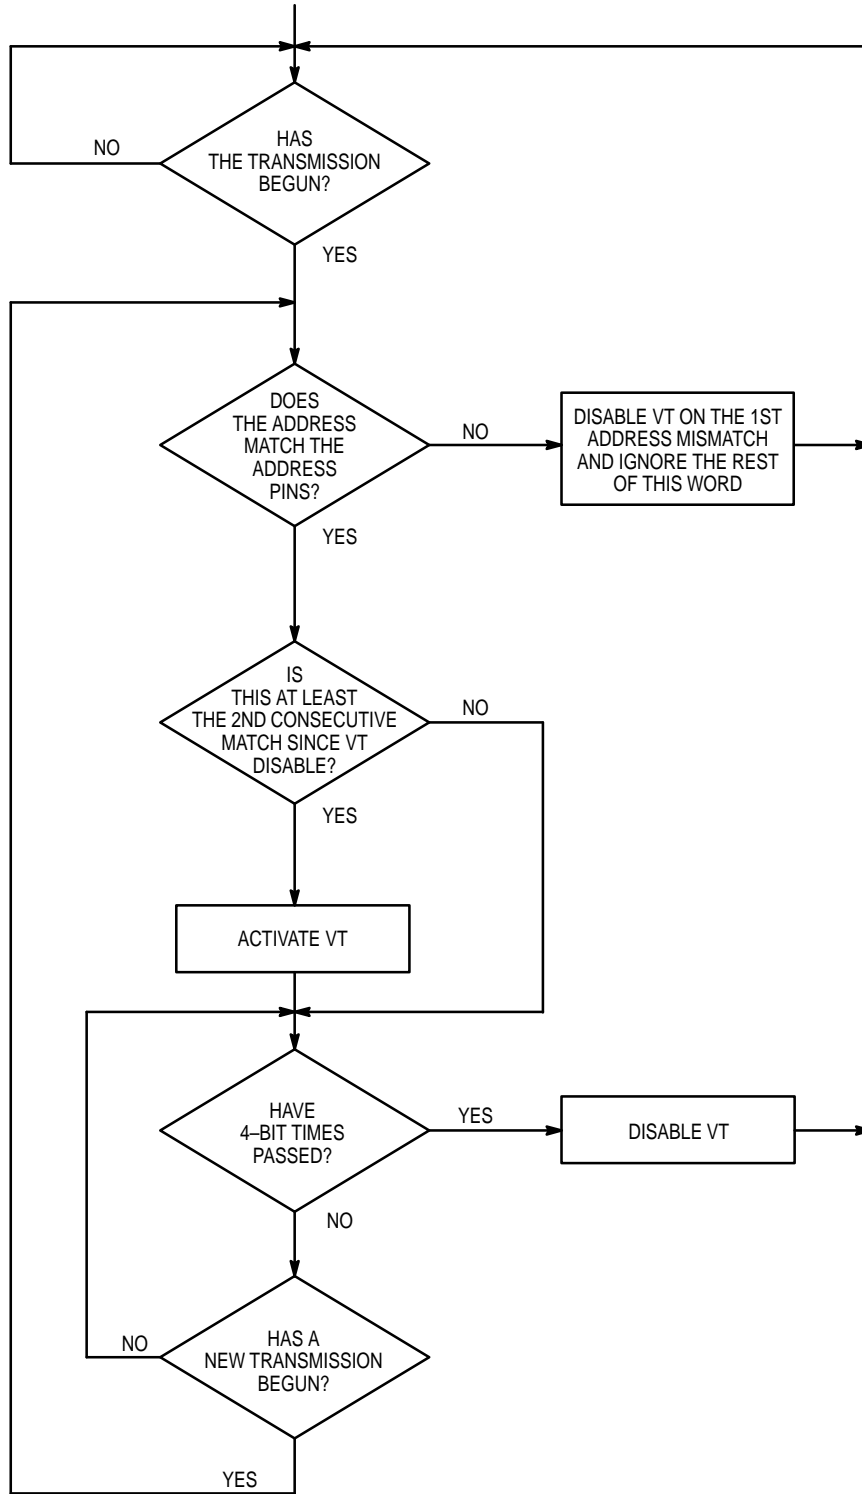 HAS
THE TRANSMISSION
BEGUN?
NO
YES
DOES
THE ADDRESS
MATCH THE
ADDRESS
PINS?
NO
DISABLE VT ON THE 1ST
ADDRESS MISMATCH
AND IGNORE THE REST
OF THIS WORD
YES
IS
THIS AT LEAST
THE 2ND CONSECUTIVE
MATCH SINCE VT
DISABLE?
NO
YES
ACTIVATE VT
HAVE
4–BIT TIMES
PASSED?
YES
DISABLE VT
NO
HAS A
NEW TRANSMISSION
BEGUN?
NO
YES